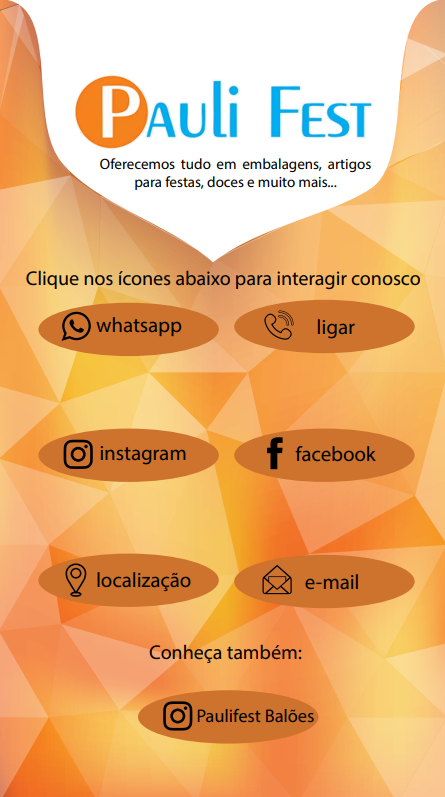 Pauli Fest
Oferecemos tudo em embalagens, artigos
para festas, doces e muito mais...
Clique nos ícones abaixo para interagir conosco
whatsapp
ligar
instagram
facebook
localização
e-mail
Conheça também:
Paulifest Balões